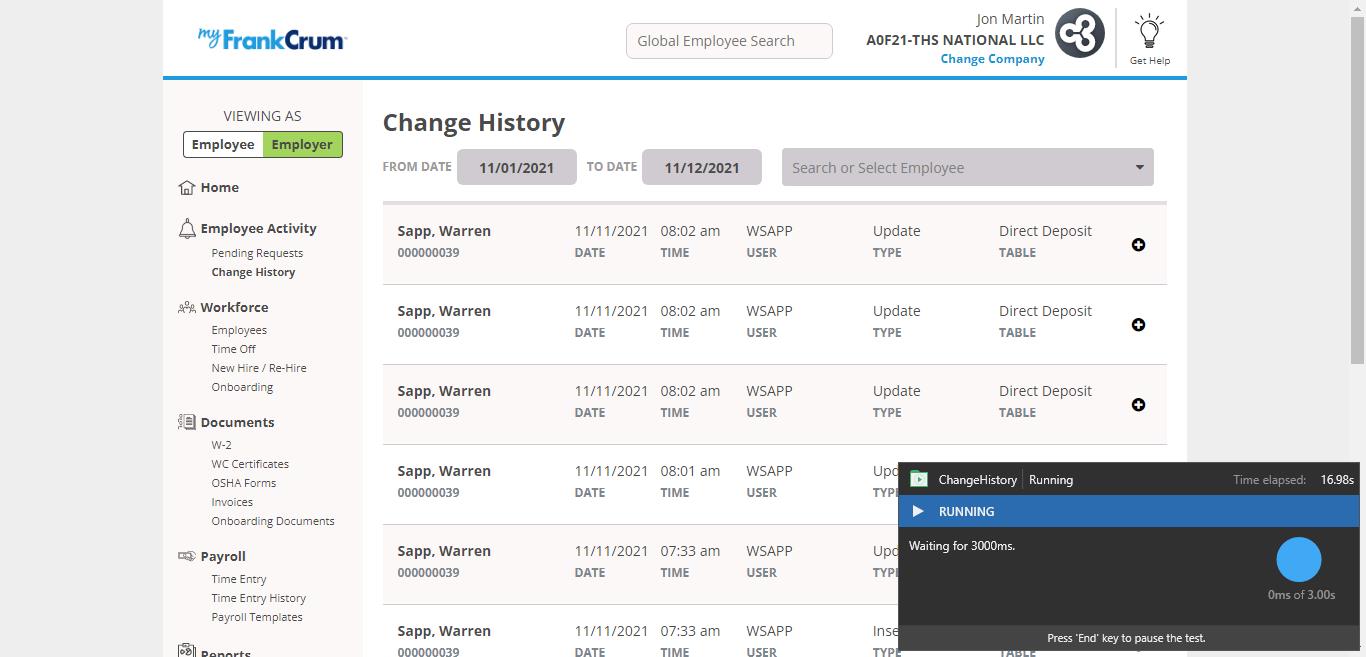 myFrankCrum
Global Employee Search
Jon Martin
A0F21-THS NATIONAL LLC
Change Company
Get Help
VIEWING AS
Employee Employer
Home
Employee Activity
Pending Requests
Change History
Workforce
Employees
Time Off
New Hire / Re-Hire
Onboarding
Documents
W-2
WC Certificates
OSHA Forms
Invoices
Onboarding Documents
Payroll
Time Entry
Time Entry History
Payroll Templates
Reports
Change History
FROM DATE 11/01/2021 TO DATE 11/12/2021 Search or Select Employee
Sapp, Warren 11/11/2021 08:02 am WSAPP Update Direct Deposit
000000039 DATE TIME USER TYPE TABLE
Sapp, Warren 11/11/2021 08:02 am WSAPP Update Direct Deposit
000000039 DATE TIME USER TYPE TABLE
Sapp, Warren 11/11/2021 08:02 am WSAPP Update Direct Deposit
000000039 DATE TIME USER TYPE TABLE
Sapp, Warren 11/11/2021 08:01 am WSAPP Upd
000000039 DATE TIME USER TYPE
Sapp, Warren 11/11/2021 07:33 am WSAPP Upd
000000039 DATE TIME USER TYPE
Sapp, Warren 11/11/2021 07:33 am WSAPP Inse
000000039 DATE TIME USER TYPE TABLE
ChangeHistory Running Time elapsed: 16.98s
RUNNING
Waiting for 3000ms.
0ms of 3.00s
Press 'End' key to pause the test.